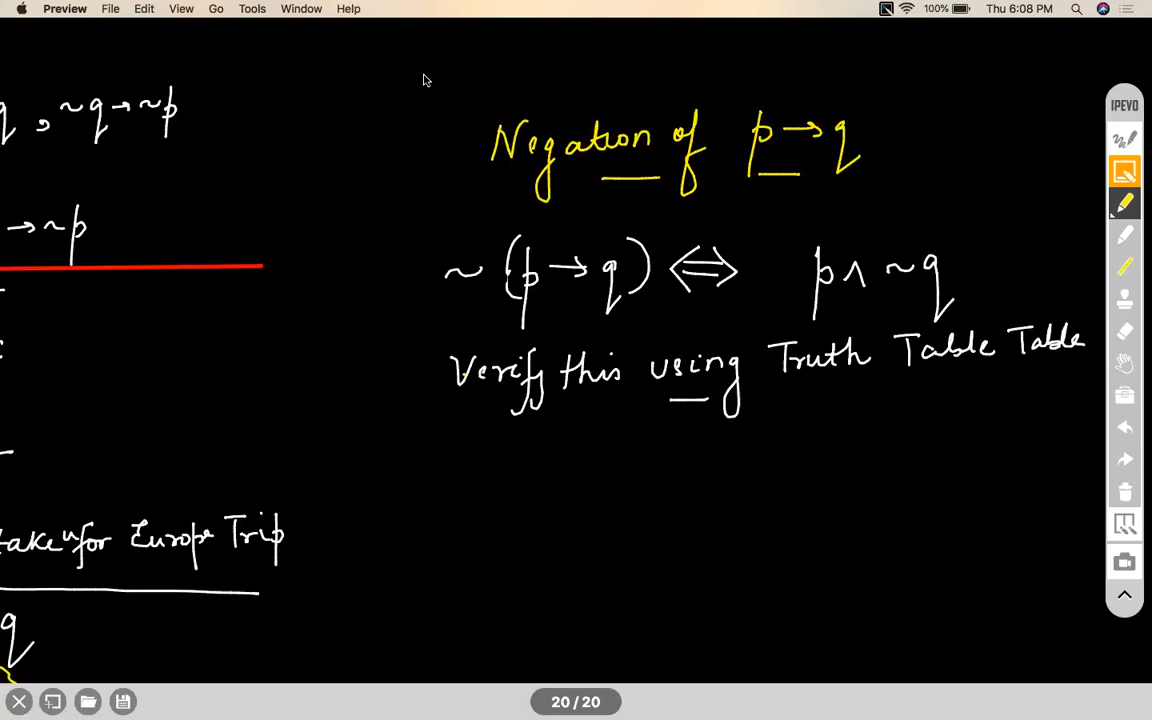 Preview File Edit View Go Tools Window Help 100% Thu 6:08 PM
IPEVO
q , ~q → ~p
→ ~p
take u for Europe Trip
q
Negation of p → q
~ (p → q) ⇔ p ∧ ~q
Verify this using Truth Table Table
20 / 20